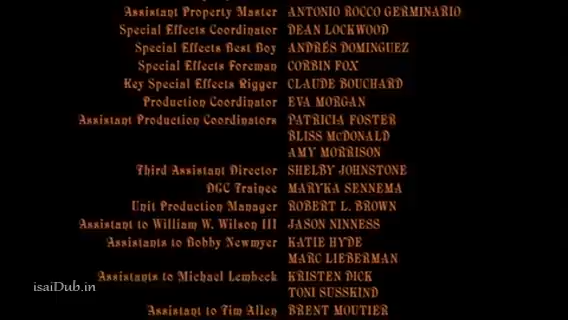 Assistant Property Master ANTONIO ROCCO GERMINARIO
Special Effects Coordinator DEAN LOCKWOOD
Special Effects Best Boy ANDRÉS DOMINGUEZ
Special Effects Foreman CORBIN FOX
Key Special Effects Rigger CLAUDE BOUCHARD
Production Coordinator EVA MORGAN
Assistant Production Coordinators PATRICIA FOSTER
BLISS McDONALD
AMY MORRISON
Third Assistant Director SHELBY JOHNSTONE
DGC Trainee MARYKA SENNEMA
Unit Production Manager ROBERT L. BROWN
Assistant to William W. Wilson III JASON NINNESS
Assistants to Bobby Newmyer KATIE HYDE
MARC LIEBERMAN
Assistants to Michael Lembeck KRISTEN DICK
TONI SUSSKIND
Assistant to Tim Allen BRENT MOUTIER
isaiDub.in